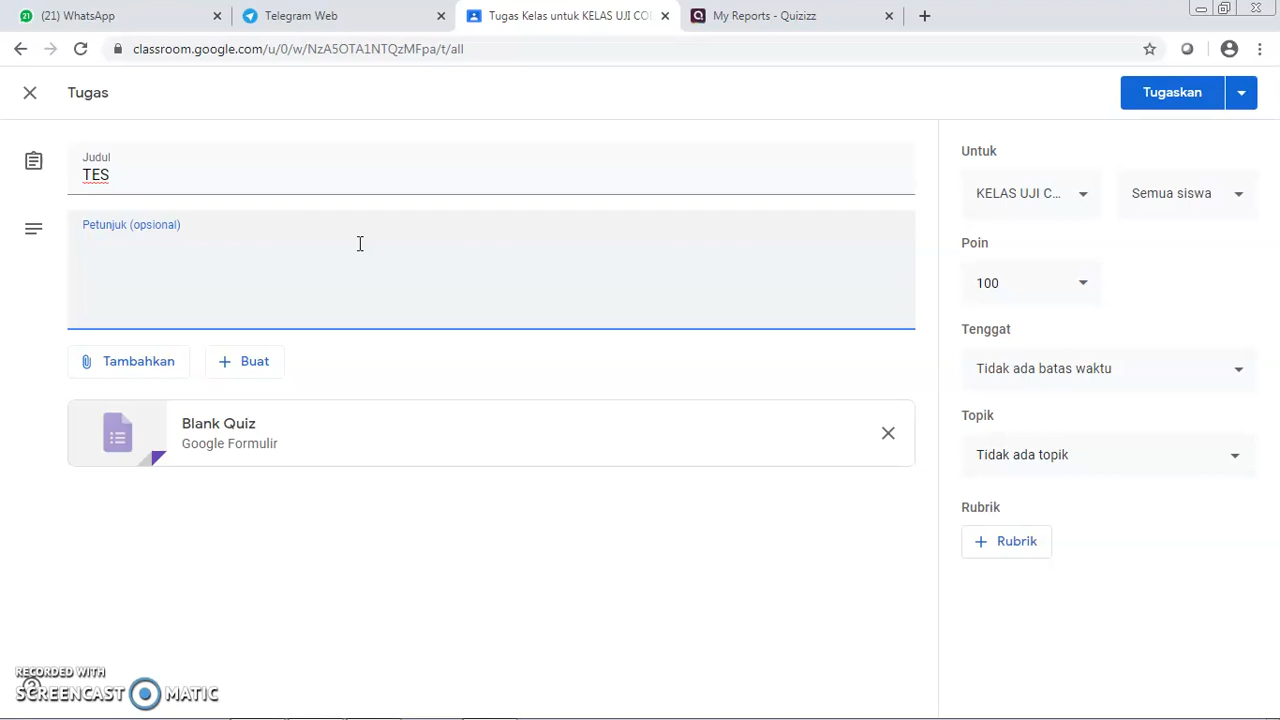 (21) WhatsApp
Telegram Web
Tugas Kelas untuk KELAS UJI CO
My Reports - Quizizz
classroom.google.com/u/0/w/NzA5OTA1NTQzMFpa/t/all
Tugas
Tugaskan
Judul
TES
Petunjuk (opsional)
Tambahkan
Buat
Blank Quiz
Google Formulir
Untuk
KELAS UJI C...
Semua siswa
Poin
100
Tenggat
Tidak ada batas waktu
Topik
Tidak ada topik
Rubrik
Rubrik
RECORDED WITH
SCREENCAST MATIC